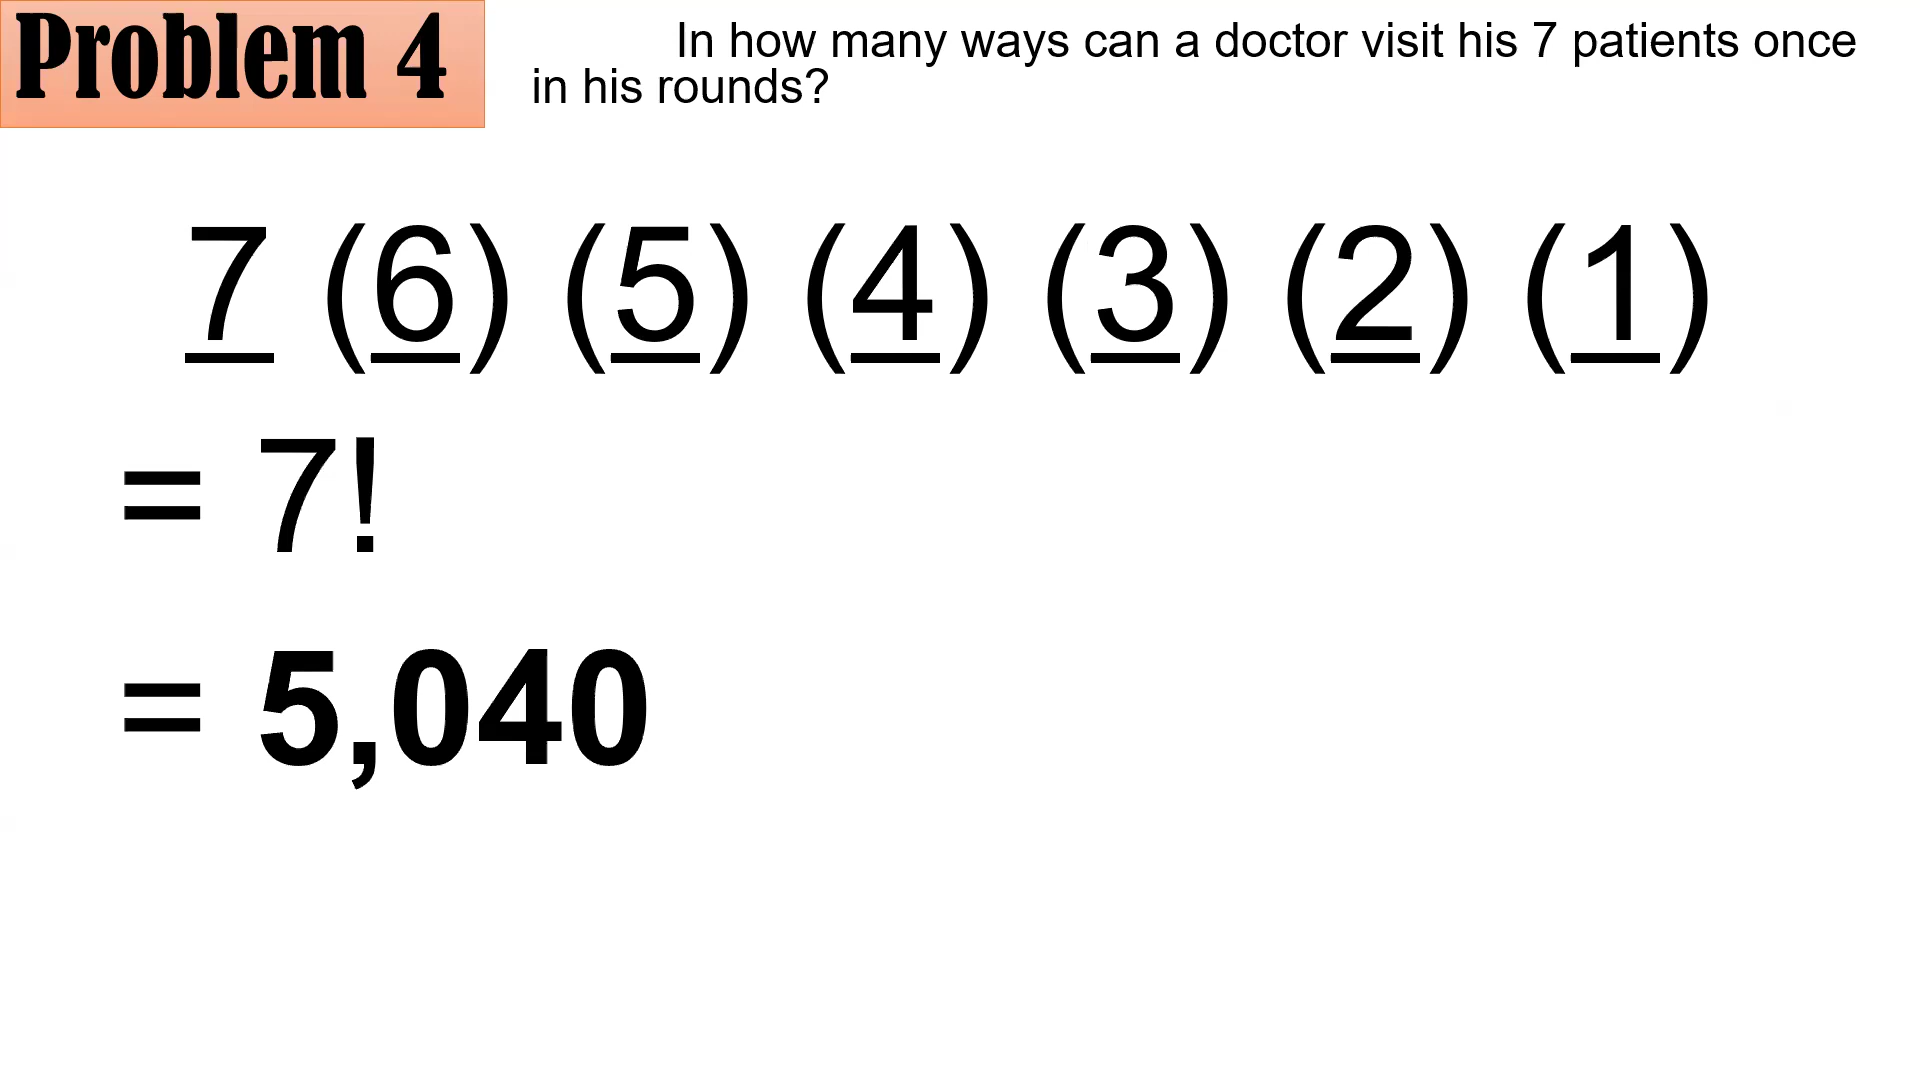 Problem 4
In how many ways can a doctor visit his 7 patients once
in his rounds?
7 (6) (5) (4) (3) (2) (1)
= 7!
= 5,040